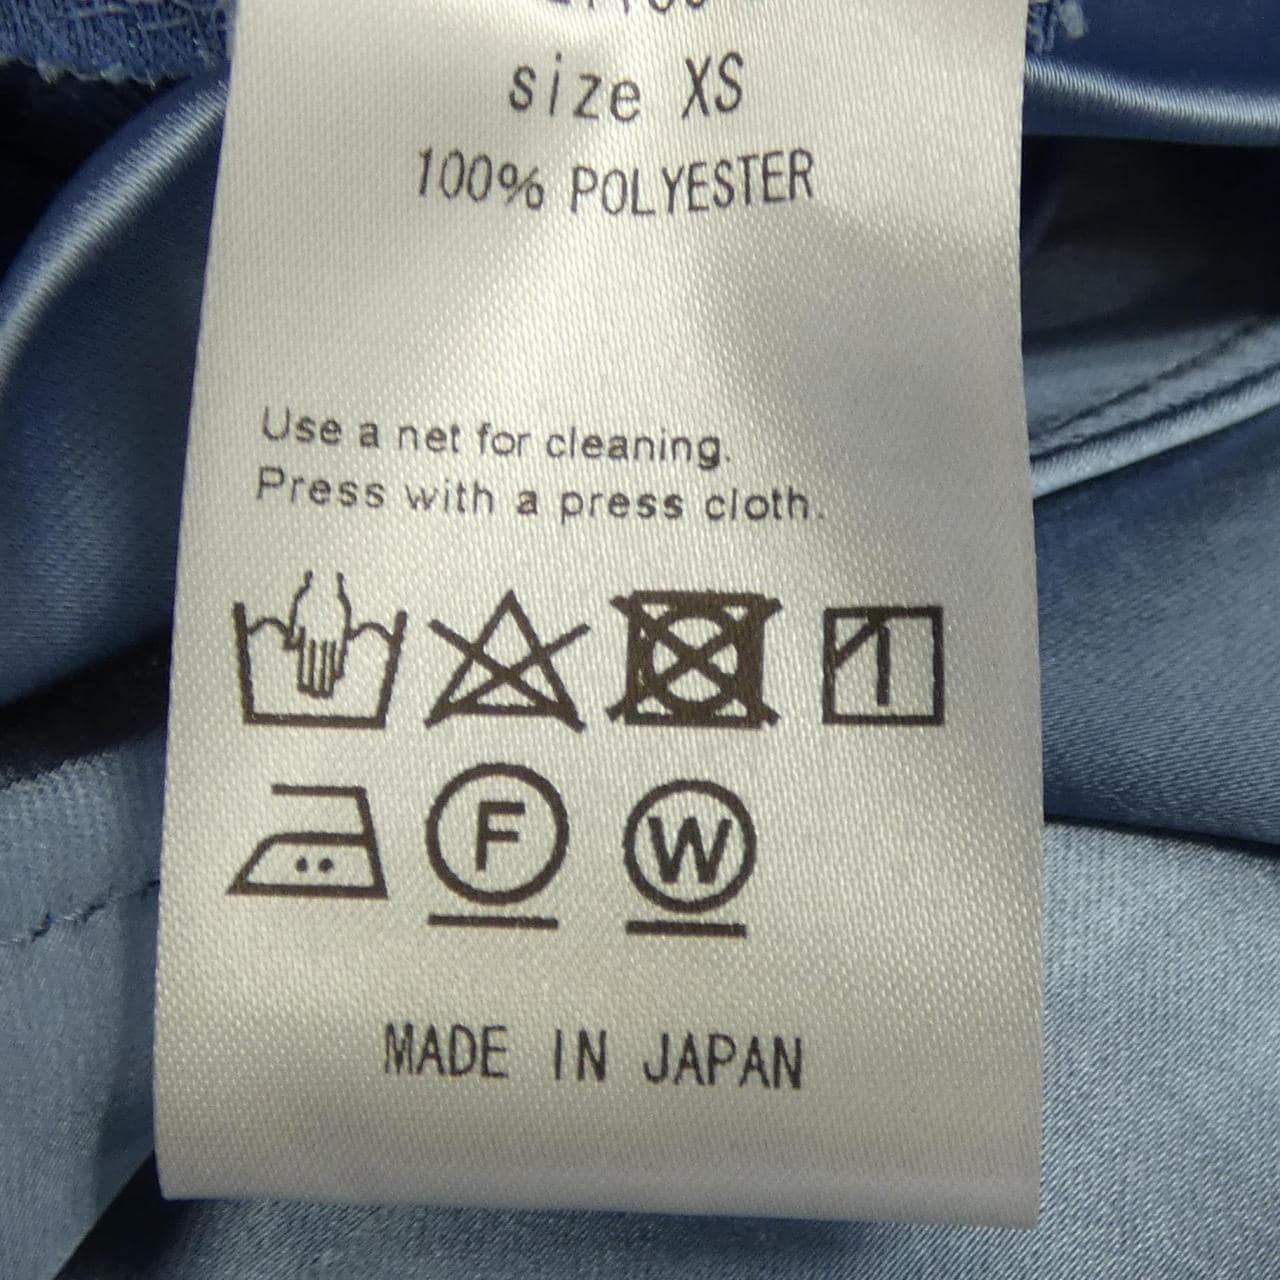 size XS
100% POLYESTER
Use a net for cleaning.
Press with a press cloth.
F
W
MADE IN JAPAN